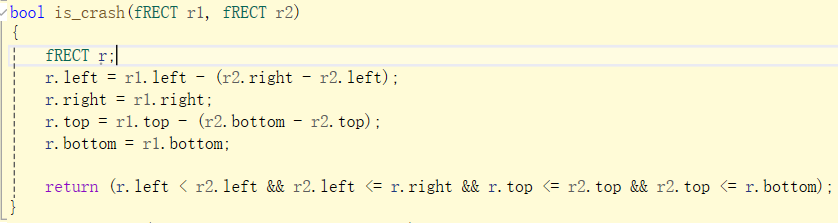 bool is_crash(fRECT r1, fRECT r2)
{
fRECT r;
r.left = r1.left - (r2.right - r2.left);
r.right = r1.right;
r.top = r1.top - (r2.bottom - r2.top);
r.bottom = r1.bottom;
return (r.left < r2.left && r2.left <= r.right && r.top <= r2.top && r2.top <= r.bottom);
}